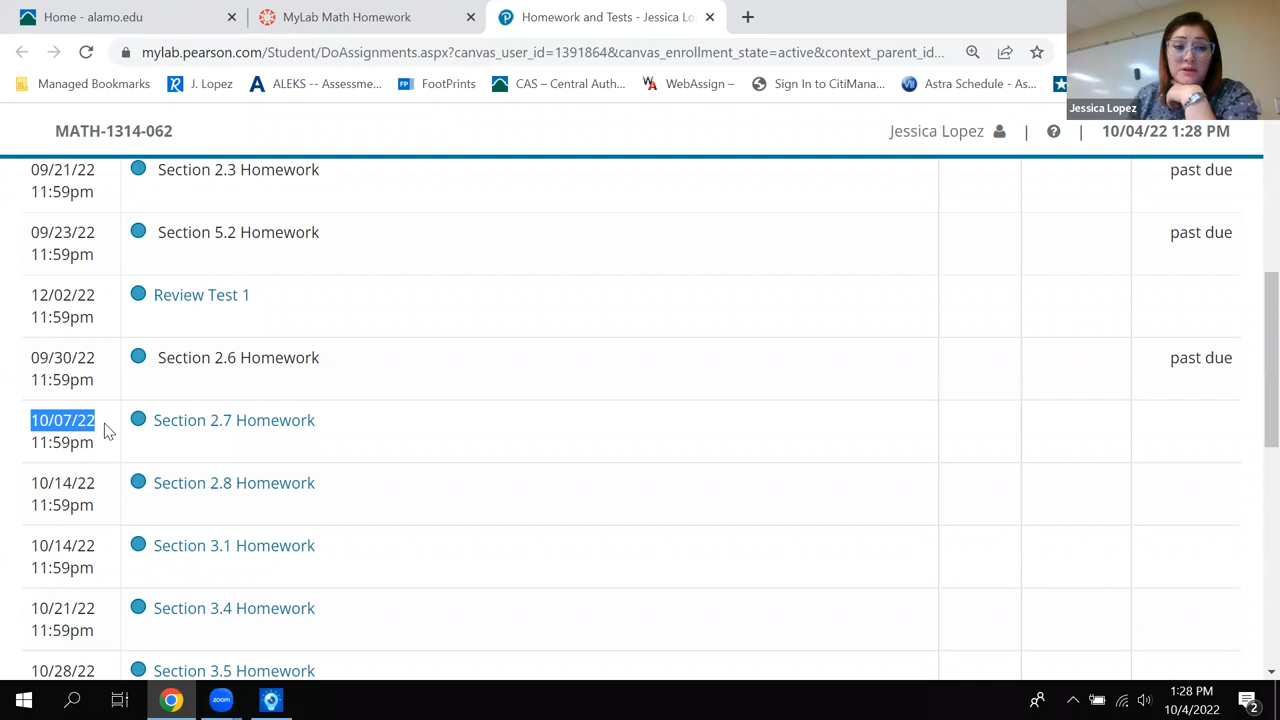 Home - alamo.edu
MyLab Math Homework
Homework and Tests - Jessica Lo
mylab.pearson.com/Student/DoAssignments.aspx?canvas_user_id=1391864&canvas_enrollment_state=active&context_parent_id...
Managed Bookmarks
J. Lopez
ALEKS -- Assessme...
FootPrints
CAS – Central Auth...
WebAssign –
Sign In to CitiMana...
Astra Schedule - As...
Jessica Lopez
MATH-1314-062
Jessica Lopez
10/04/22 1:28 PM
09/21/22
11:59pm
Section 2.3 Homework
past due
09/23/22
11:59pm
Section 5.2 Homework
past due
12/02/22
11:59pm
Review Test 1
09/30/22
11:59pm
Section 2.6 Homework
past due
10/07/22
11:59pm
Section 2.7 Homework
10/14/22
11:59pm
Section 2.8 Homework
10/14/22
11:59pm
Section 3.1 Homework
10/21/22
11:59pm
Section 3.4 Homework
10/28/22
Section 3.5 Homework
zoom
1:28 PM
10/4/2022
2